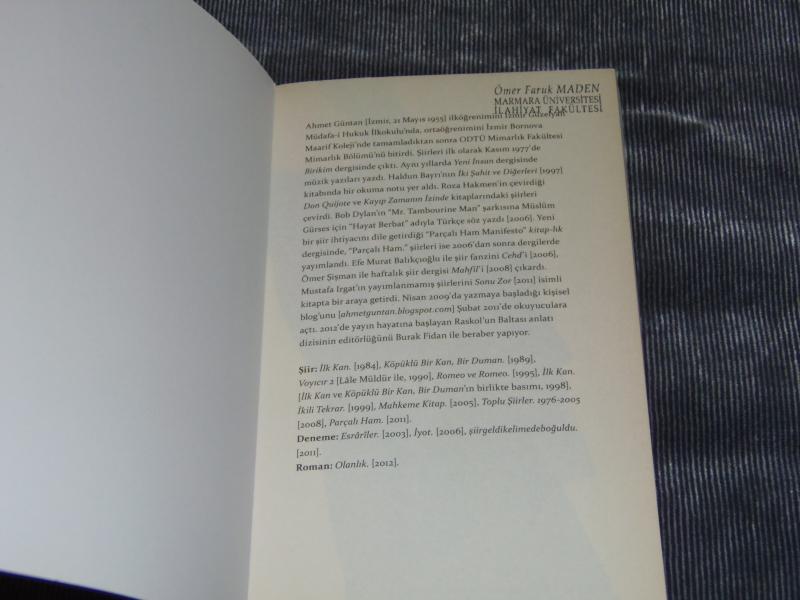 Ömer Faruk MADEN
MARMARA ÜNİVERSİTESİ
İLAHİYAT FAKÜLTESİ
Ahmet Güntan [İzmir, 21 Mayıs 1955] ilköğrenimini İzmir Gazelyan
Müdafa-i Hukuk İlkokulu'nda, ortaöğrenimini İzmir Bornova
Maarif Koleji'nde tamamladıktan sonra ODTÜ Mimarlık Fakültesi
Mimarlık Bölümü'nü bitirdi. Şiirleri ilk olarak Kasım 1977'de
Birikim dergisinde çıktı. Aynı yıllarda Yeni İnsan dergisinde
müzik yazıları yazdı. Haldun Bayrı'nın İki Şahit ve Diğerleri [1997]
kitabında bir okuma notu yer aldı. Roza Hakmen'in çevirdiği
Don Quijote ve Kayıp Zamanın İzinde kitaplarındaki şiirleri
çevirdi. Bob Dylan'ın "Mr. Tambourine Man" şarkısına Müslüm
Gürses için "Hayat Berbat" adıyla Türkçe söz yazdı [2006]. Yeni
bir şiir ihtiyacını dile getirdiği "Parçalı Ham Manifesto" kitap-lık
dergisinde, "Parçalı Ham." şiirleri ise 2006'dan sonra dergilerde
yayımlandı. Efe Murat Balıkçıoğlu ile şiir fanzini Cehd'i [2006],
Ömer Şişman ile haftalık şiir dergisi Mahfil'i [2008] çıkardı.
Mustafa Irgat'ın yayımlanmamış şiirlerini Sonu Zor [2011] isimli
kitapta bir araya getirdi. Nisan 2009'da yazmaya başladığı kişisel
blog'unu [ahmetguntan.blogspot.com] Şubat 2011'de okuyuculara
açtı. 2012'de yayın hayatına başlayan Raskol'un Baltası anlatı
dizisinin editörlüğünü Burak Fidan ile beraber yapıyor.
Şiir: İlk Kan. [1984], Köpüklü Bir Kan, Bir Duman. [1989],
Voyıcır 2 [Lâle Müldür ile, 1990], Romeo ve Romeo. [1995], İlk Kan.
[İlk Kan ve Köpüklü Bir Kan, Bir Duman'ın birlikte basımı, 1998],
İkili Tekrar. [1999], Mahkeme Kitap. [2005], Toplu Şiirler. 1976-2005
[2008], Parçalı Ham. [2011].
Deneme: Esrârîler. [2003], İyot. [2006], şiirgeldikelimedeboğuldu.
[2011].
Roman: Olanlık. [2012].